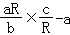 aR/b × c/R − a